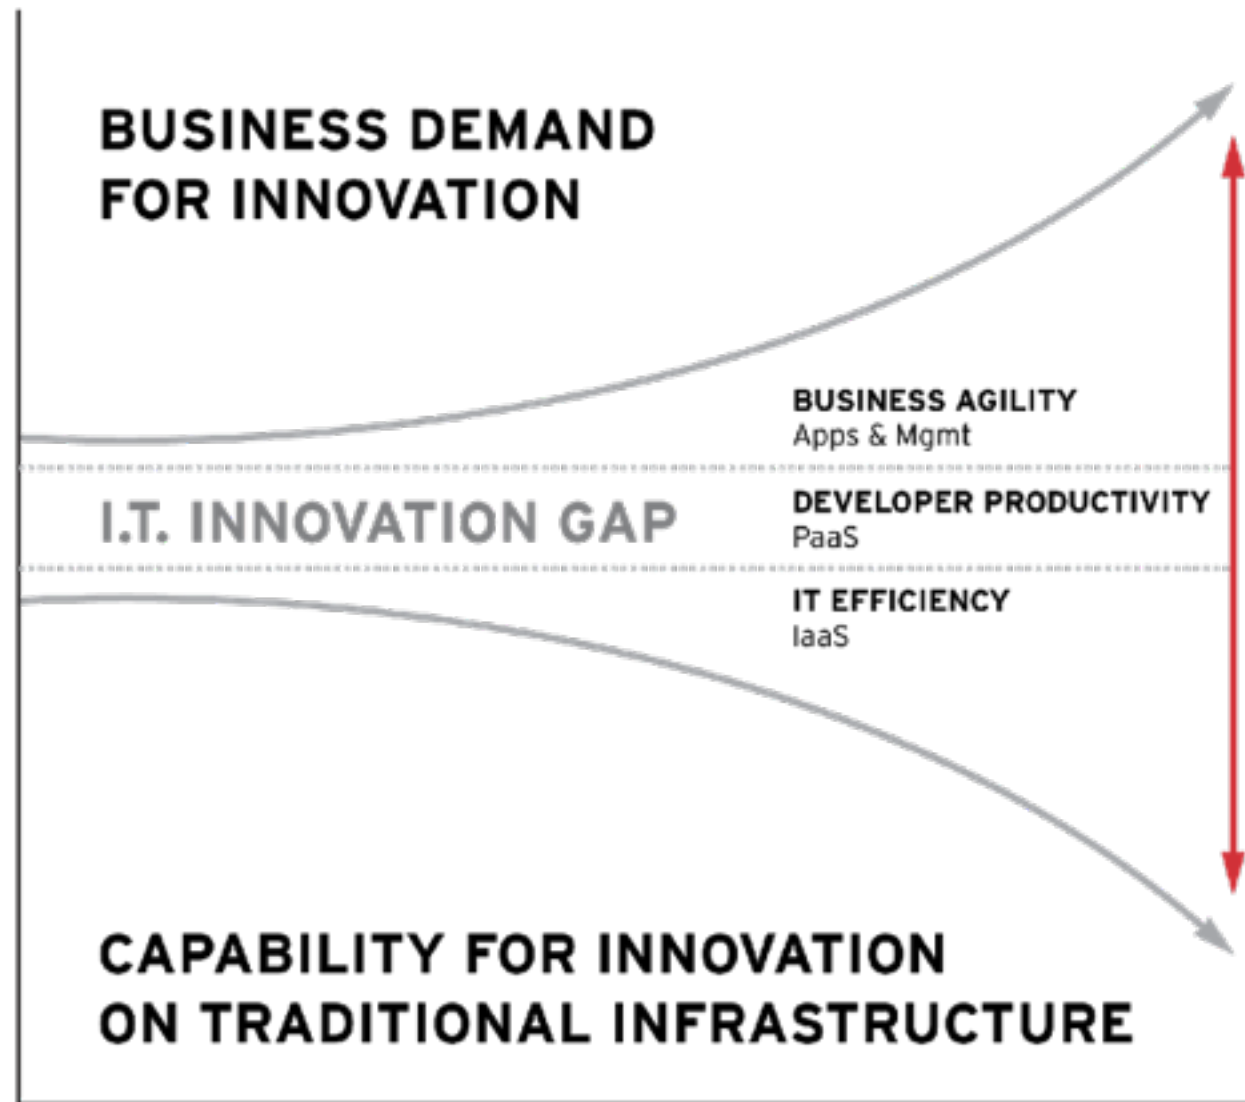 BUSINESS DEMAND
FOR INNOVATION
BUSINESS AGILITY
Apps & Mgmt
I.T. INNOVATION GAP
DEVELOPER PRODUCTIVITY
PaaS
IT EFFICIENCY
IaaS
CAPABILITY FOR INNOVATION
ON TRADITIONAL INFRASTRUCTURE